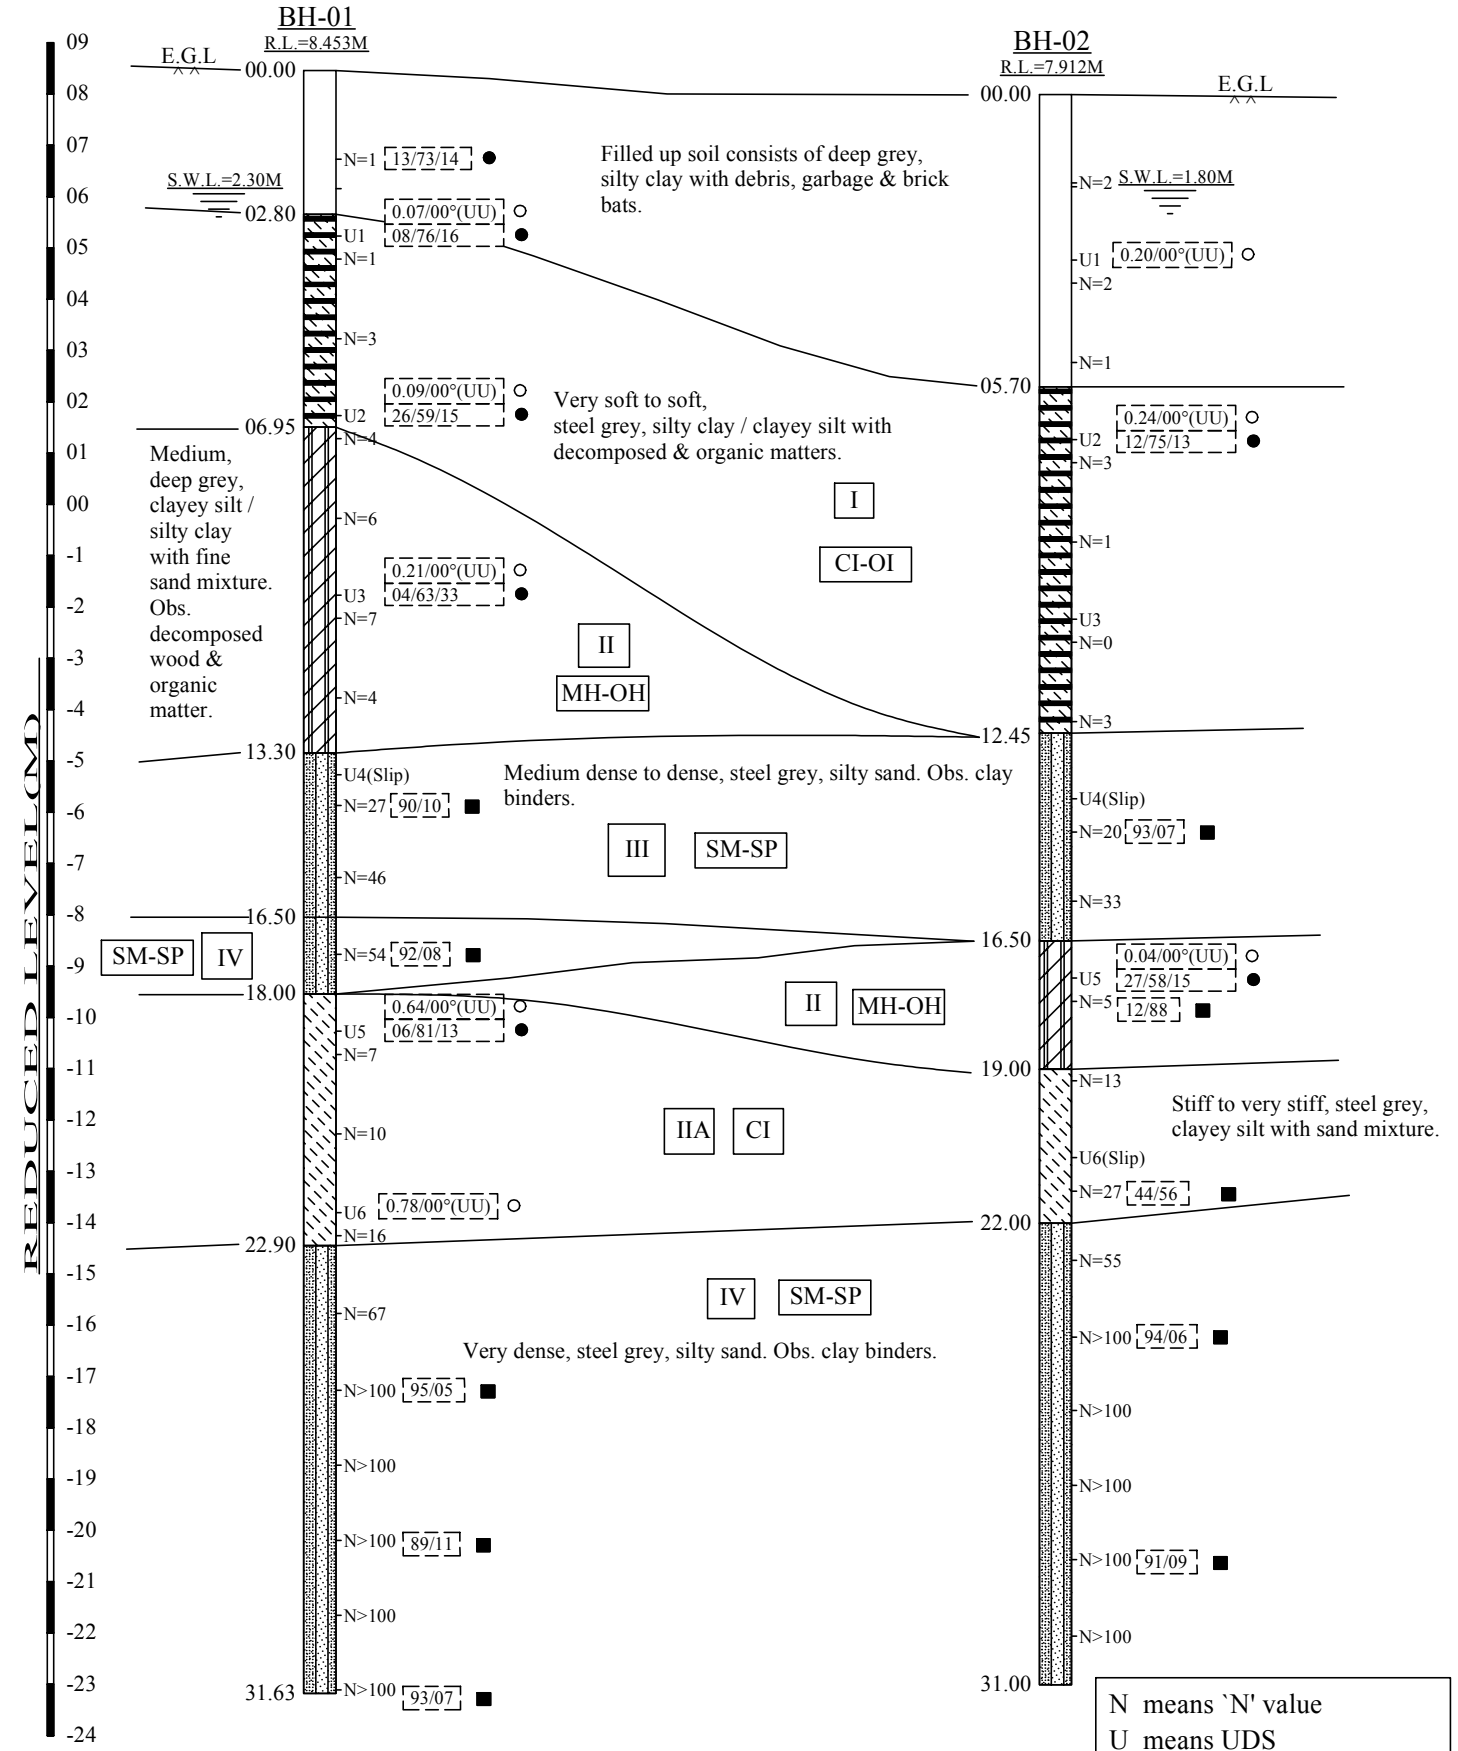 BH-01
R.L.=8.453M
BH-02
R.L.=7.912M
REDUCED LEVEL(M)
09
08
07
06
05
04
03
02
01
00
-1
-2
-3
-4
-5
-6
-7
-8
-9
-10
-11
-12
-13
-14
-15
-16
-17
-18
-19
-20
-21
-22
-23
-24
E.G.L
S.W.L.=2.30M
00.00
02.80
06.95
13.30
16.50
18.00
22.90
31.63
Medium,
deep grey,
clayey silt /
silty clay
with fine
sand mixture.
Obs.
decomposed
wood &
organic
matter.
SM-SP IV
N=1 13/73/14
0.07/00°(UU)
U1 08/76/16
N=1
N=3
0.09/00°(UU)
U2 26/59/15
N=4
N=6
0.21/00°(UU)
U3 04/63/33
N=7
N=4
U4(Slip)
N=27 90/10
N=46
N=54 92/08
0.64/00°(UU)
U5 06/81/13
N=7
N=10
U6 0.78/00°(UU)
N=16
N=67
N>100 95/05
N>100
N>100 89/11
N>100
N>100 93/07
Filled up soil consists of deep grey,
silty clay with debris, garbage & brick
bats.
Very soft to soft,
steel grey, silty clay / clayey silt with
decomposed & organic matters.
I
CI-OI
II
MH-OH
Medium dense to dense, steel grey, silty sand. Obs. clay
binders.
III SM-SP
II MH-OH
IIA CI
IV SM-SP
Very dense, steel grey, silty sand. Obs. clay binders.
00.00
05.70
12.45
16.50
19.00
22.00
31.00
E.G.L
N=2 S.W.L.=1.80M
U1 0.20/00°(UU)
N=2
N=1
0.24/00°(UU)
U2 12/75/13
N=3
N=1
U3
N=0
N=3
U4(Slip)
N=20 93/07
N=33
0.04/00°(UU)
U5 27/58/15
N=5 12/88
N=13
Stiff to very stiff, steel grey,
clayey silt with sand mixture.
U6(Slip)
N=27 44/56
N=55
N>100 94/06
N>100
N>100
N>100 91/09
N>100
N means `N' value
U means UDS